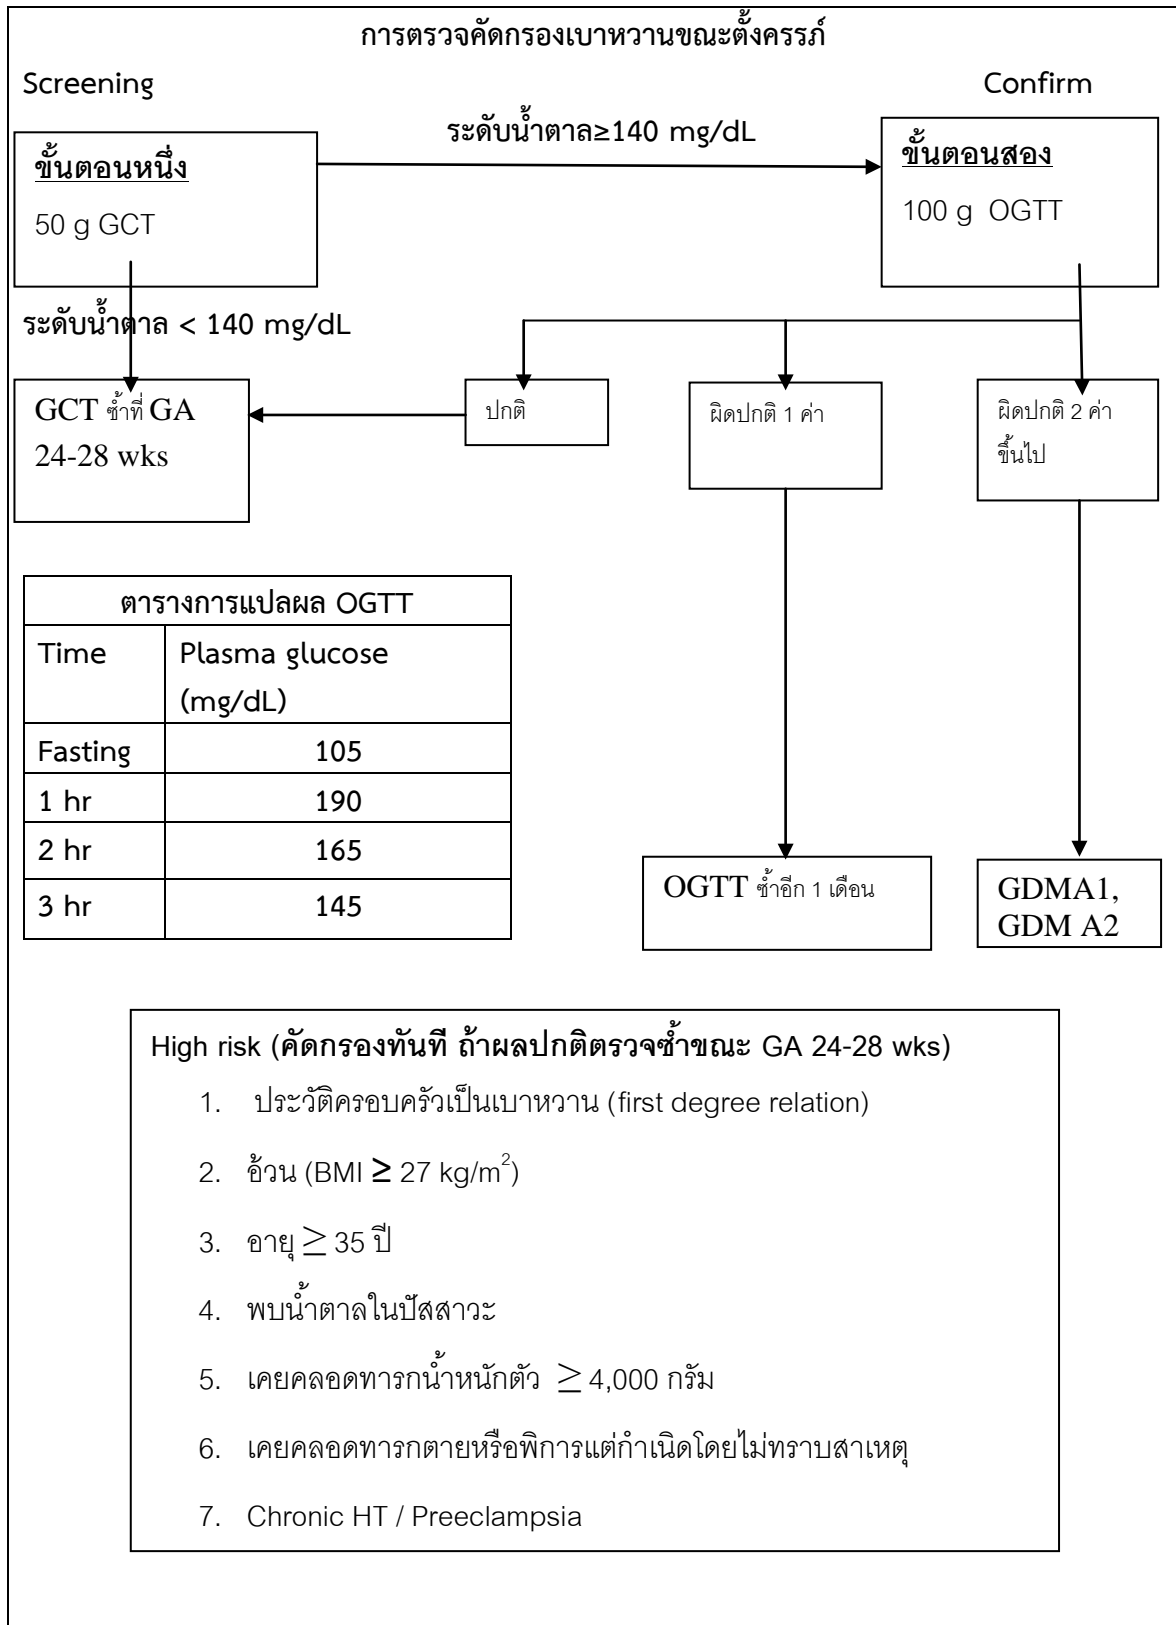 การตรวจคัดกรองเบาหวานขณะตั้งครรภ์
Screening
Confirm
ระดับน้ำตาล≥140 mg/dL
ขั้นตอนหนึ่ง
50 g GCT
ขั้นตอนสอง
100 g OGTT
ระดับน้ำตาล < 140 mg/dL
GCT ซ้ำที่ GA
24-28 wks
ปกติ
ผิดปกติ 1 ค่า
ผิดปกติ 2 ค่า
ขึ้นไป
ตารางการแปลผล OGTT
Time Plasma glucose
(mg/dL)
Fasting 105
1 hr 190
2 hr 165
3 hr 145
OGTT ซ้ำอีก 1 เดือน
GDMA1,
GDM A2
High risk (คัดกรองทันที ถ้าผลปกติตรวจซ้ำขณะ GA 24-28 wks)
1. ประวัติครอบครัวเป็นเบาหวาน (first degree relation)
2. อ้วน (BMI ≥ 27 kg/m²)
3. อายุ ≥ 35 ปี
4. พบน้ำตาลในปัสสาวะ
5. เคยคลอดทารกน้ำหนักตัว ≥ 4,000 กรัม
6. เคยคลอดทารกตายหรือพิการแต่กำเนิดโดยไม่ทราบสาเหตุ
7. Chronic HT / Preeclampsia